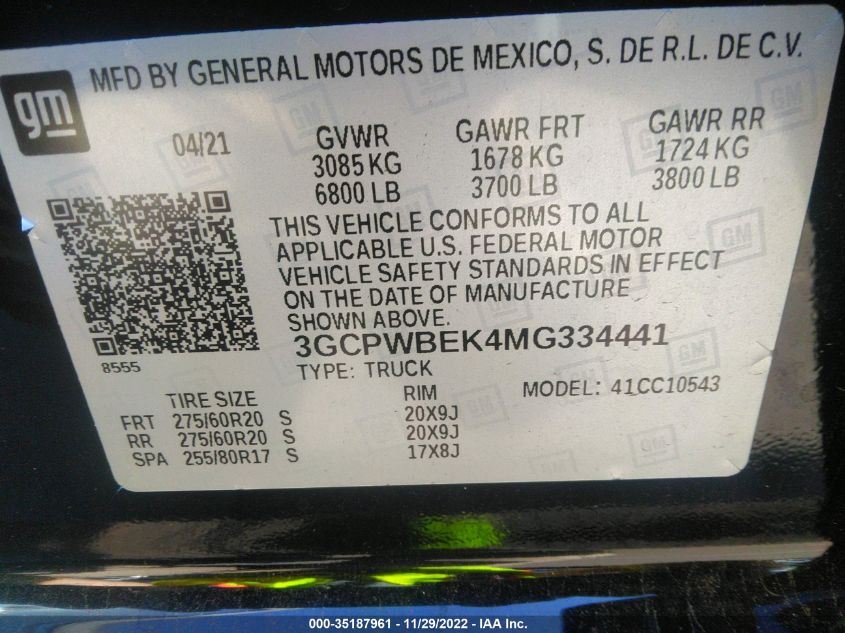 gm
MFD BY GENERAL MOTORS DE MEXICO, S. DE R.L. DE C.V.
04/21 GVWR GAWR FRT GAWR RR
3085 KG 1678 KG 1724 KG
6800 LB 3700 LB 3800 LB
THIS VEHICLE CONFORMS TO ALL
APPLICABLE U.S. FEDERAL MOTOR
VEHICLE SAFETY STANDARDS IN EFFECT
ON THE DATE OF MANUFACTURE
SHOWN ABOVE.
3GCPWBEK4MG334441
8555
TYPE: TRUCK
MODEL: 41CC10543
TIRE SIZE RIM
FRT 275/60R20 S 20X9J
RR 275/60R20 S 20X9J
SPA 255/80R17 S 17X8J
000-35187961 - 11/29/2022 - IAA Inc.